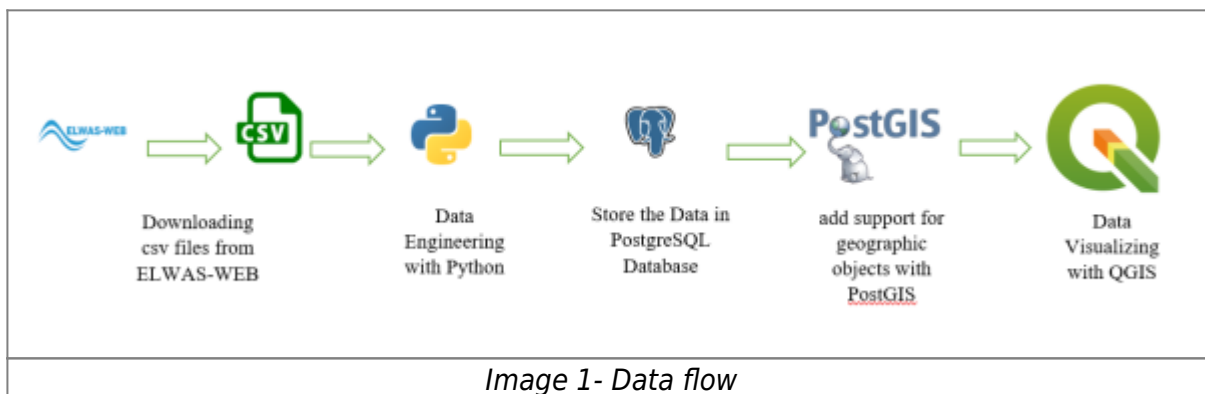 ELWAS-WEB
CSV
PostGIS
Downloading
csv files from
ELWAS-WEB
Data
Engineering
with Python
Store the Data in
PostgreSQL
Database
add support for
geographic
objects with
PostGIS
Data
Visualizing
with QGIS
Image 1- Data flow